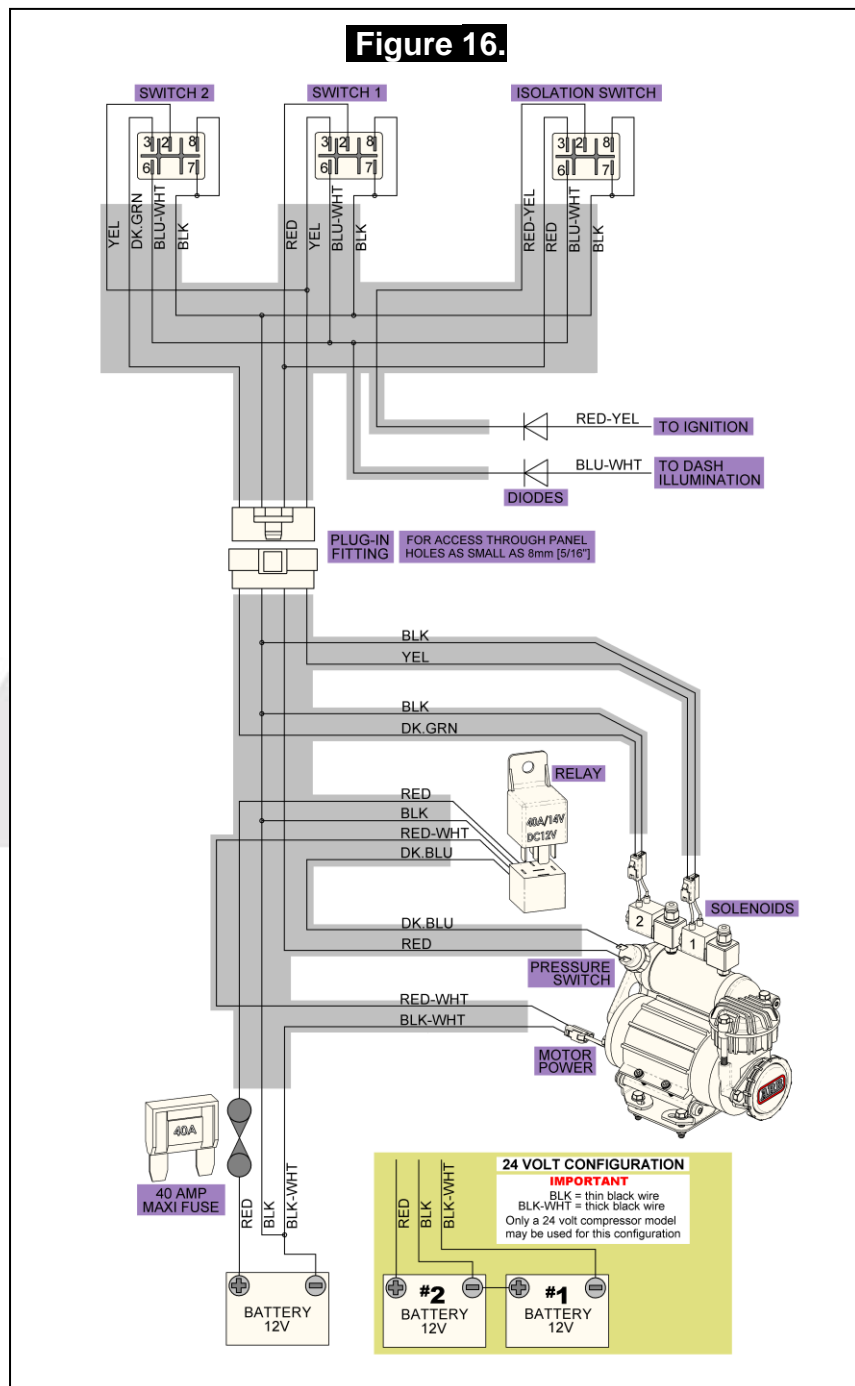 Figure 16.
SWITCH 2
SWITCH 1
ISOLATION SWITCH
3 2 8
6 7
3 2 8
6 7
3 2 8
6 7
YEL
DK.GRN
BLU-WHT
BLK
RED
YEL
BLU-WHT
BLK
RED-YEL
RED
BLU-WHT
BLK
RED-YEL
TO IGNITION
BLU-WHT
TO DASH
ILLUMINATION
DIODES
PLUG-IN
FITTING
FOR ACCESS THROUGH PANEL
HOLES AS SMALL AS 8mm [5/16"]
BLK
YEL
BLK
DK.GRN
RELAY
40A/14V
DC12V
RED
BLK
RED-WHT
DK.BLU
SOLENOIDS
2
1
DK.BLU
RED
PRESSURE
SWITCH
RED-WHT
BLK-WHT
MOTOR
POWER
ARB
40A
40 AMP
MAXI FUSE
RED
BLK
BLK-WHT
BATTERY
12V
24 VOLT CONFIGURATION
IMPORTANT
BLK = thin black wire
BLK-WHT = thick black wire
Only a 24 volt compressor model
may be used for this configuration
RED
BLK
BLK-WHT
#2
BATTERY
12V
#1
BATTERY
12V